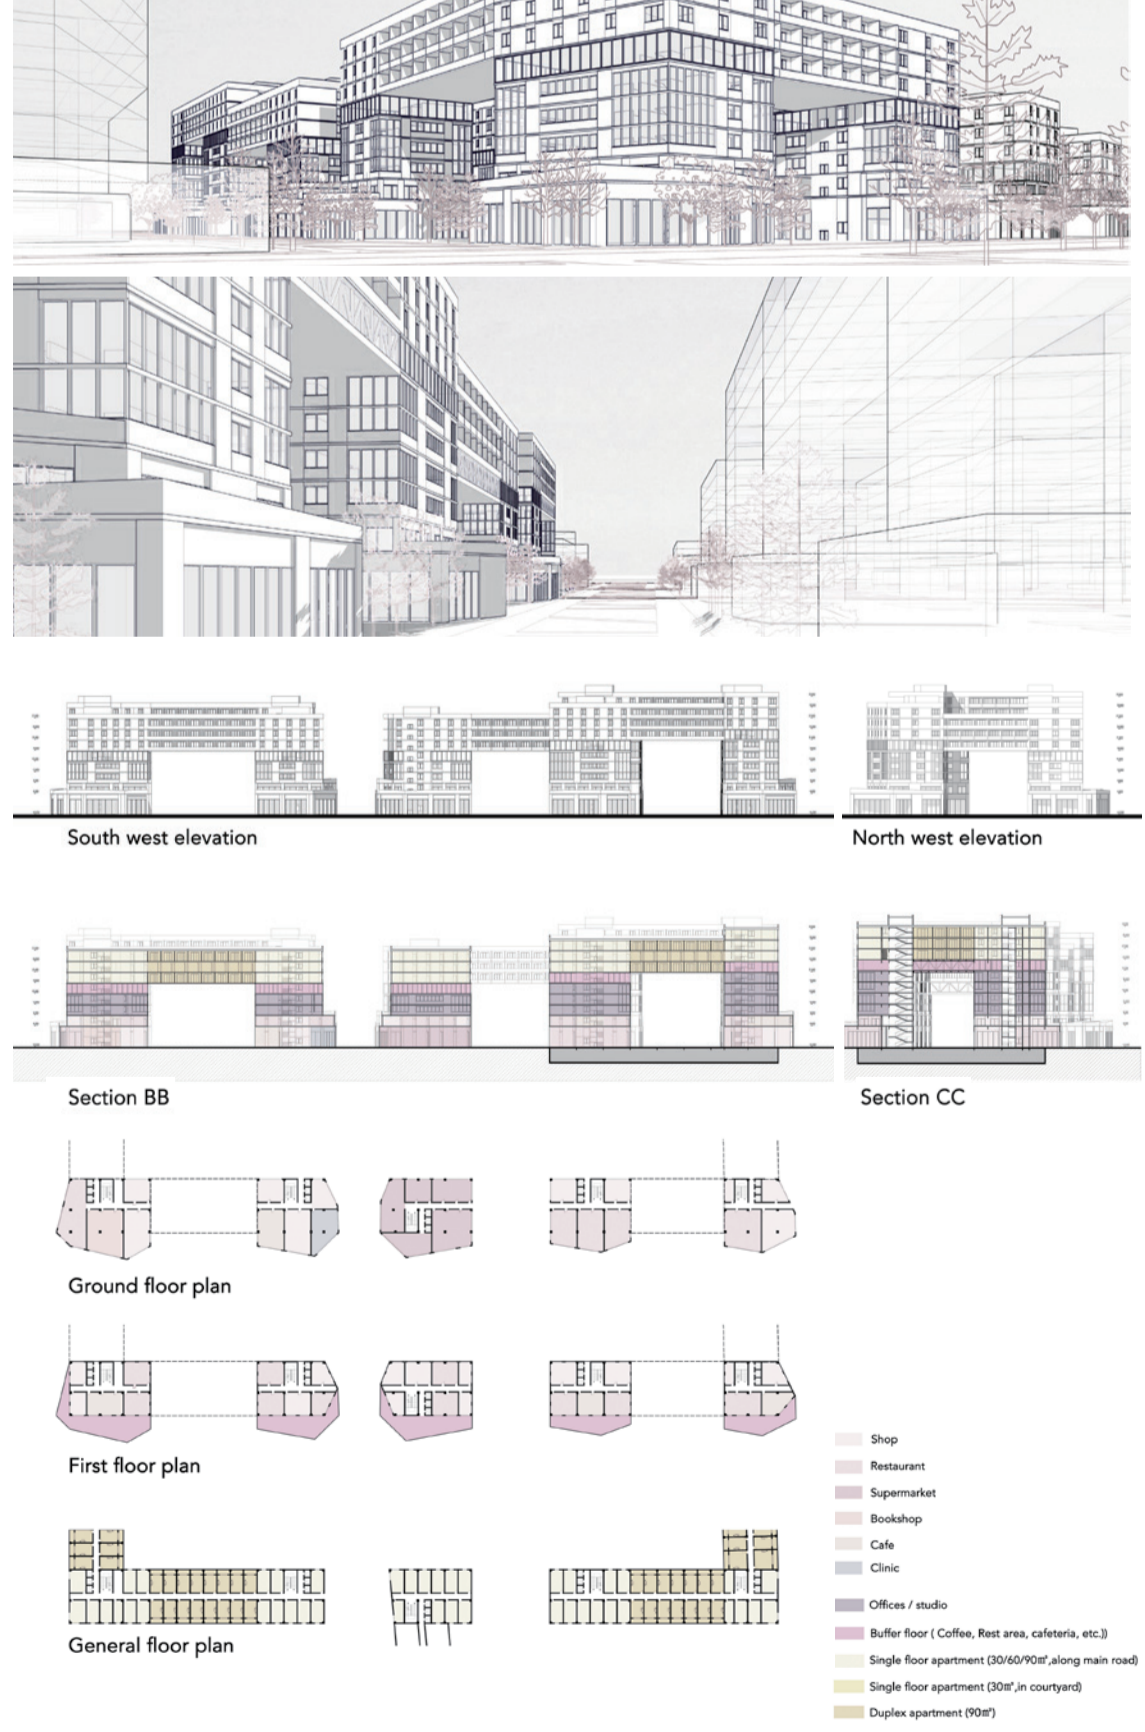 South west elevation
North west elevation
Section BB
Section CC
Ground floor plan
First floor plan
General floor plan
Shop
Restaurant
Supermarket
Bookshop
Cafe
Clinic
Offices / studio
Buffer floor ( Coffee, Rest area, cafeteria, etc.))
Single floor apartment (30/60/90㎡,along main road)
Single floor apartment (30㎡,in courtyard)
Duplex apartment (90㎡)